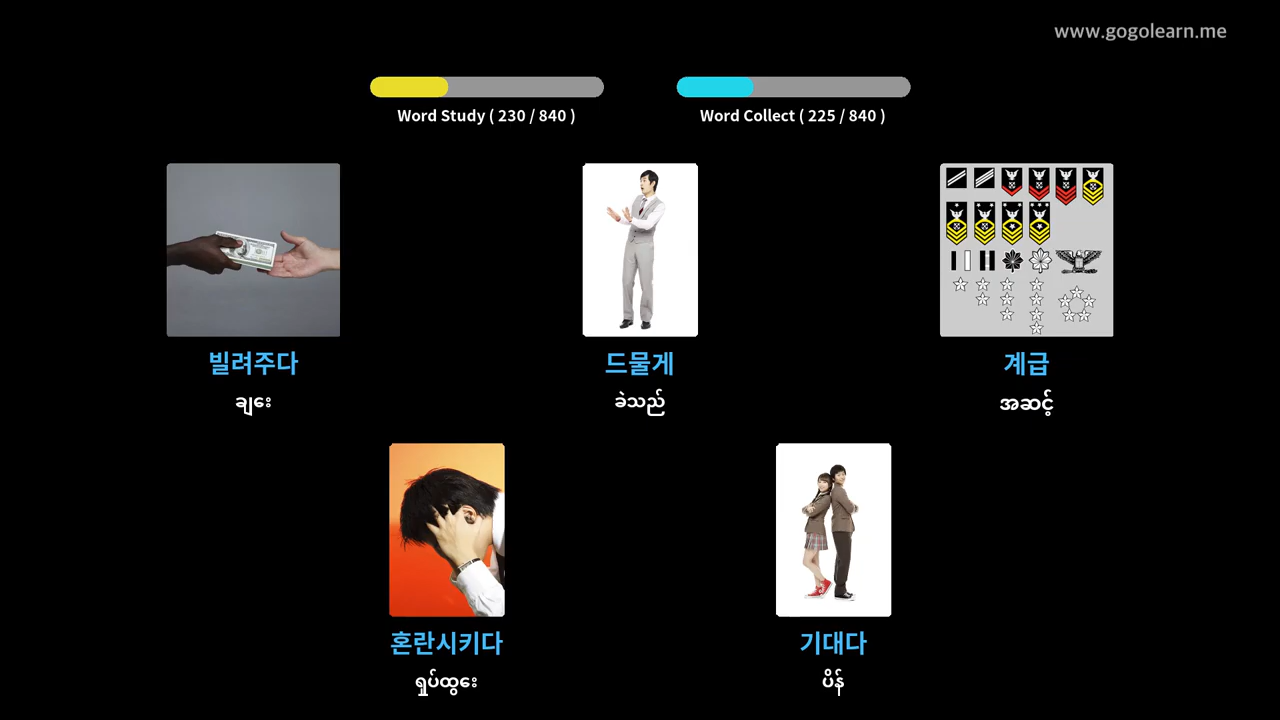 www.gogolearn.me
Word Study ( 230 / 840 )
Word Collect ( 225 / 840 )
빌려주다
ချေး
드물게
ခဲသည်
계급
အဆင့်
혼란시키다
ရှုပ်ထွေး
기대다
ပိန်